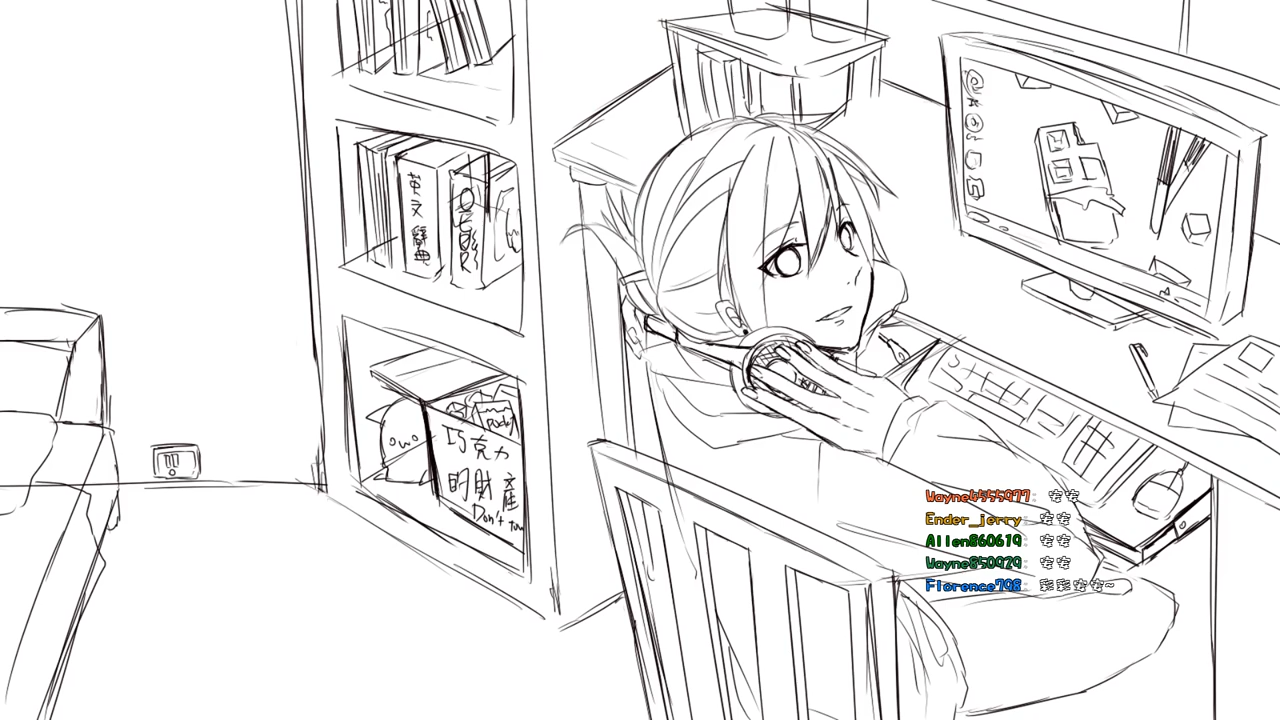 英文辭典
巧克力
的財產
Don't tou
Wayne4555977: 安安
Ender_jerry: 安安
Allen860619: 安安
Wayne850929: 安安
Florence798: 彩彩安安~